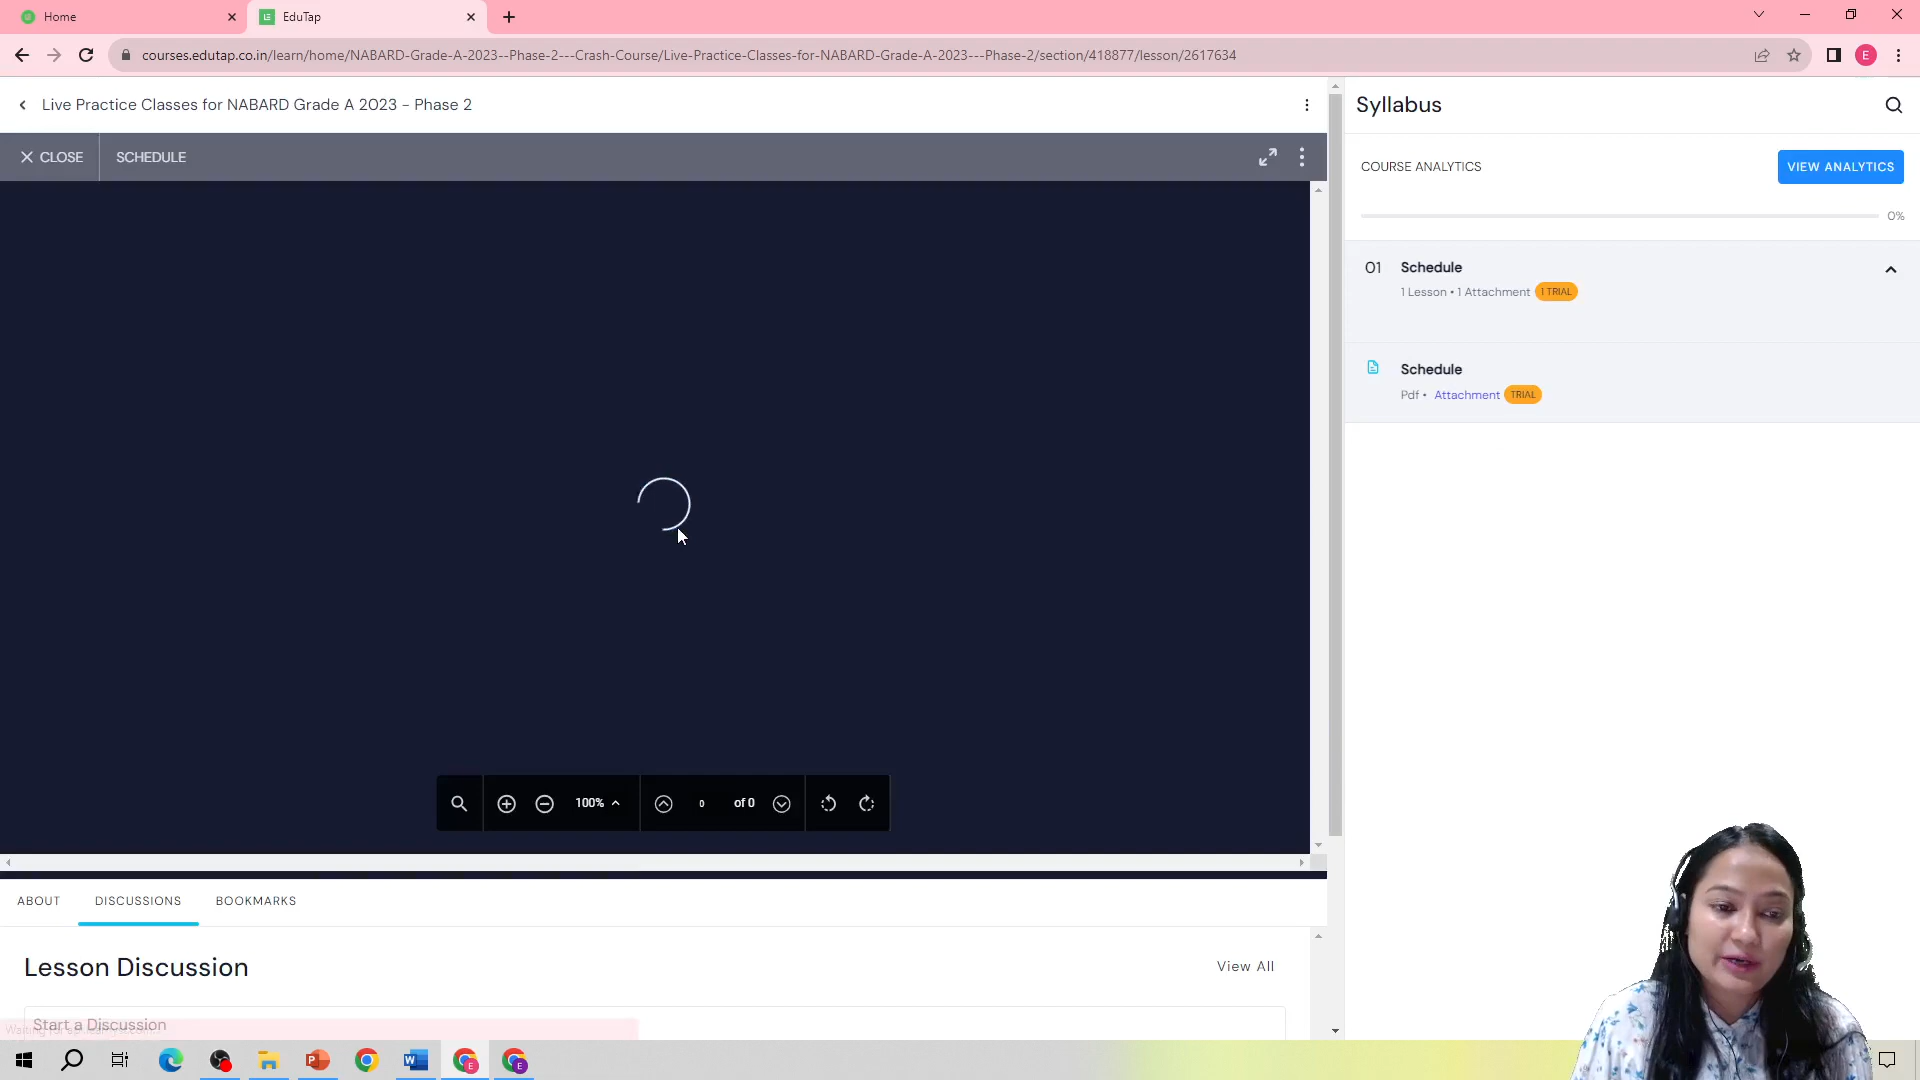 Home
EduTap
courses.edutap.co.in/learn/home/NABARD-Grade-A-2023--Phase-2---Crash-Course/Live-Practice-Classes-for-NABARD-Grade-A-2023---Phase-2/section/418877/lesson/2617634
E
Live Practice Classes for NABARD Grade A 2023 - Phase 2
Syllabus
CLOSE
SCHEDULE
COURSE ANALYTICS
VIEW ANALYTICS
0%
01
Schedule
1 Lesson • 1 Attachment
1 TRIAL
Schedule
Pdf • Attachment
TRIAL
100%
0
of 0
ABOUT
DISCUSSIONS
BOOKMARKS
Lesson Discussion
View All
Start a Discussion